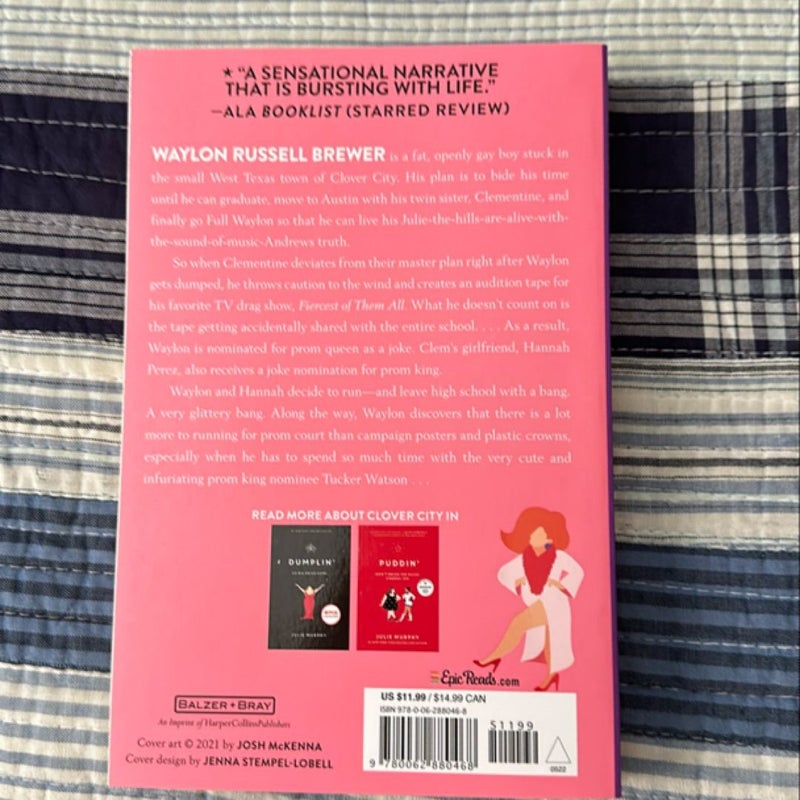 ★ "A SENSATIONAL NARRATIVE
THAT IS BURSTING WITH LIFE."
—ALA BOOKLIST (STARRED REVIEW)
WAYLON RUSSELL BREWER is a fat, openly gay boy stuck in
the small West Texas town of Clover City. His plan is to bide his time
until he can graduate, move to Austin with his twin sister, Clementine, and
finally go Full Waylon so that he can live his Julie-the-hills-are-alive-with-
the-sound-of-music-Andrews truth.
So when Clementine deviates from their master plan right after Waylon
gets dumped, he throws caution to the wind and creates an audition tape for
his favorite TV drag show, Fiercest of Them All. What he doesn't count on is
the tape getting accidentally shared with the entire school. . . . As a result,
Waylon is nominated for prom queen as a joke. Clem's girlfriend, Hannah
Perez, also receives a joke nomination for prom king.
Waylon and Hannah decide to run—and leave high school with a bang.
A very glittery bang. Along the way, Waylon discovers that there is a lot
more to running for prom court than campaign posters and plastic crowns,
especially when he has to spend so much time with the very cute and
infuriating prom king nominee Tucker Watson . . .
READ MORE ABOUT CLOVER CITY IN
DUMPLIN'
JULIE MURPHY
PUDDIN'
JULIE MURPHY
EpicReads.com
BALZER + BRAY
An Imprint of HarperCollinsPublishers
Cover art © 2021 by JOSH McKENNA
Cover design by JENNA STEMPEL-LOBELL
US $11.99 / $14.99 CAN
ISBN 978-0-06-288046-8
51199
9 780062 880468
0522